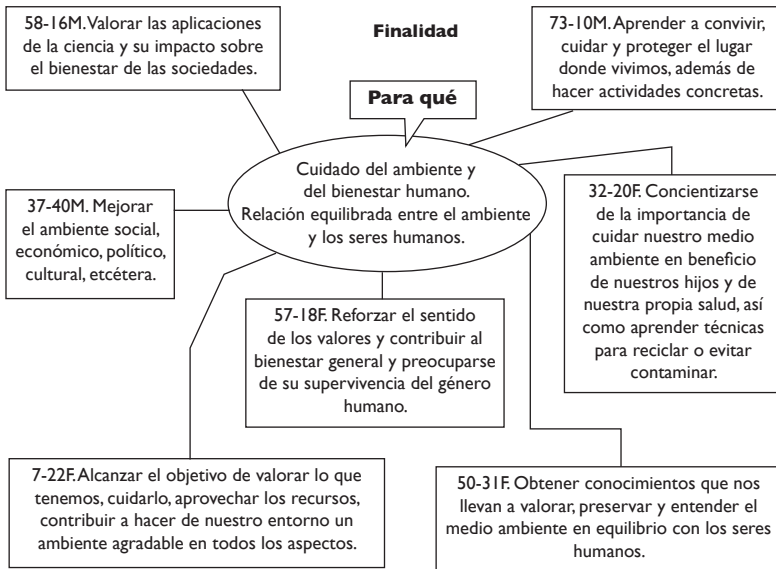 58-16M. Valorar las aplicaciones
de la ciencia y su impacto sobre
el bienestar de las sociedades.
Finalidad
73-10M. Aprender a convivir,
cuidar y proteger el lugar
donde vivimos, además de
hacer actividades concretas.
Para qué
Cuidado del ambiente y
del bienestar humano.
Relación equilibrada entre el ambiente
y los seres humanos.
37-40M. Mejorar
el ambiente social,
económico, político,
cultural, etcétera.
32-20F. Concientizarse
de la importancia de
cuidar nuestro medio
ambiente en beneficio
de nuestros hijos y de
nuestra propia salud, así
como aprender técnicas
para reciclar o evitar
contaminar.
57-18F. Reforzar el sentido
de los valores y contribuir al
bienestar general y preocuparse
de su supervivencia del género
humano.
7-22F. Alcanzar el objetivo de valorar lo que
tenemos, cuidarlo, aprovechar los recursos,
contribuir a hacer de nuestro entorno un
ambiente agradable en todos los aspectos.
50-31F. Obtener conocimientos que nos
llevan a valorar, preservar y entender el
medio ambiente en equilibrio con los seres
humanos.